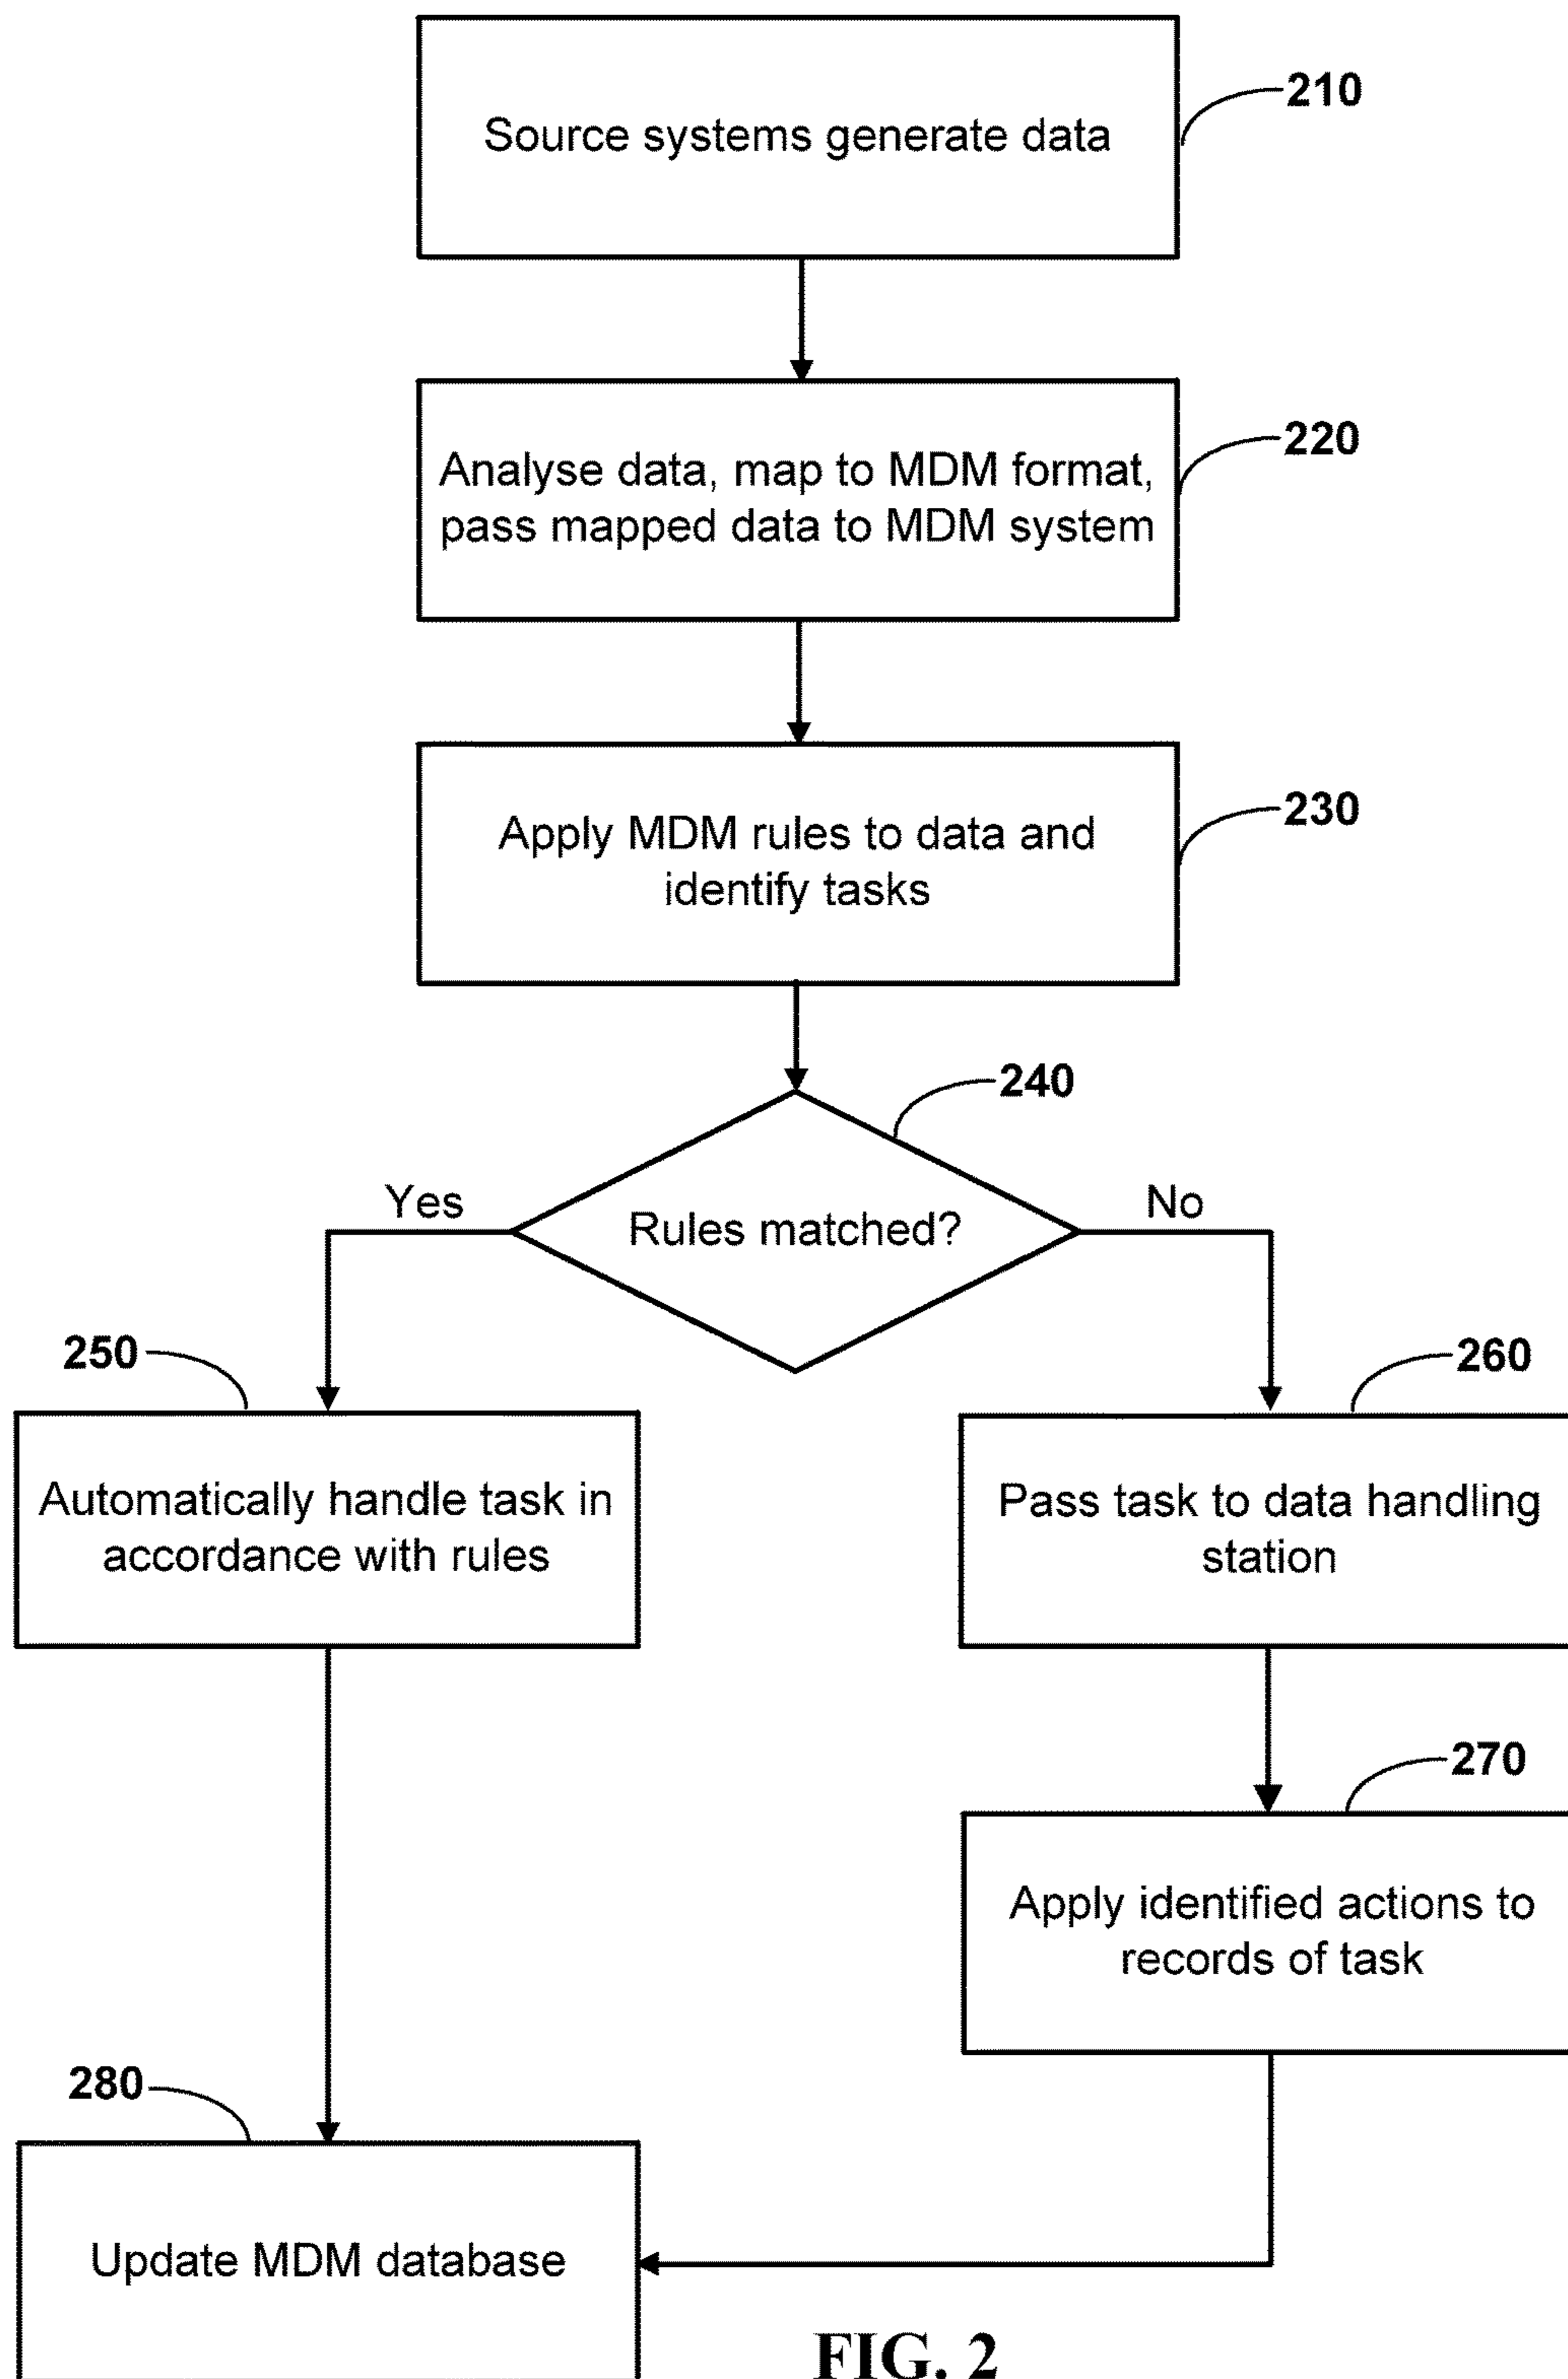 210
Source systems generate data
220
Analyse data, map to MDM format,
pass mapped data to MDM system
230
Apply MDM rules to data and
identify tasks
240
Yes
Rules matched?
No
250
260
Automatically handle task in
accordance with rules
Pass task to data handling
station
270
Apply identified actions to
records of task
280
Update MDM database
FIG. 2